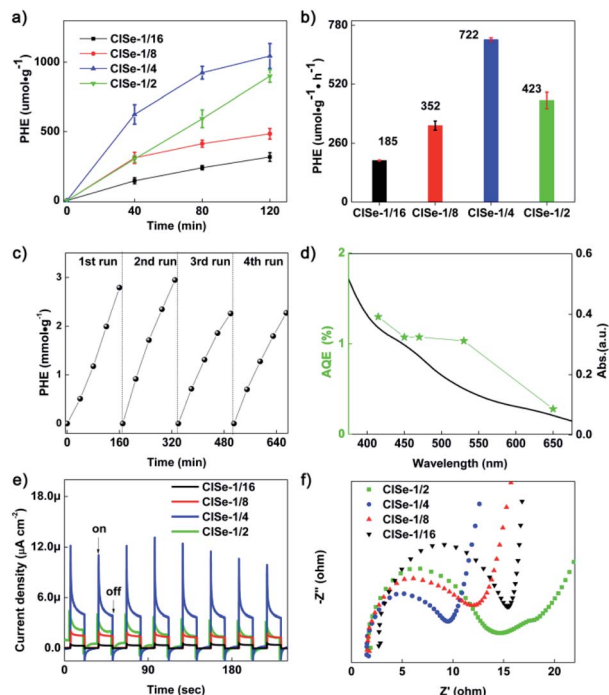 a)
CISe-1/16
CISe-1/8
CISe-1/4
CISe-1/2
PHE (umol•g⁻¹)
1000
500
0
0 40 80 120
Time (min)
b)
PHE (umol•g⁻¹• h⁻¹)
780
520
260
0
185
352
722
423
CISe-1/16 CISe-1/8 CISe-1/4 CISe-1/2
c)
1st run 2nd run 3rd run 4th run
PHE (mmol•g⁻¹)
3
2
1
0
0 160 320 480 640
Time (min)
d)
AQE (%)
2
1
0
Abs.(a.u.)
0.6
0.4
0.2
0.0
400 450 500 550 600 650
Wavelength (nm)
e)
CISe-1/16
CISe-1/8
CISe-1/4
CISe-1/2
on
off
Current density (μA cm⁻²)
18.0μ
12.0μ
6.0μ
0.0
0 90 180
Time (sec)
f)
CISe-1/2
CISe-1/4
CISe-1/8
CISe-1/16
-Z'' (ohm)
0 5 10 15 20
Z' (ohm)